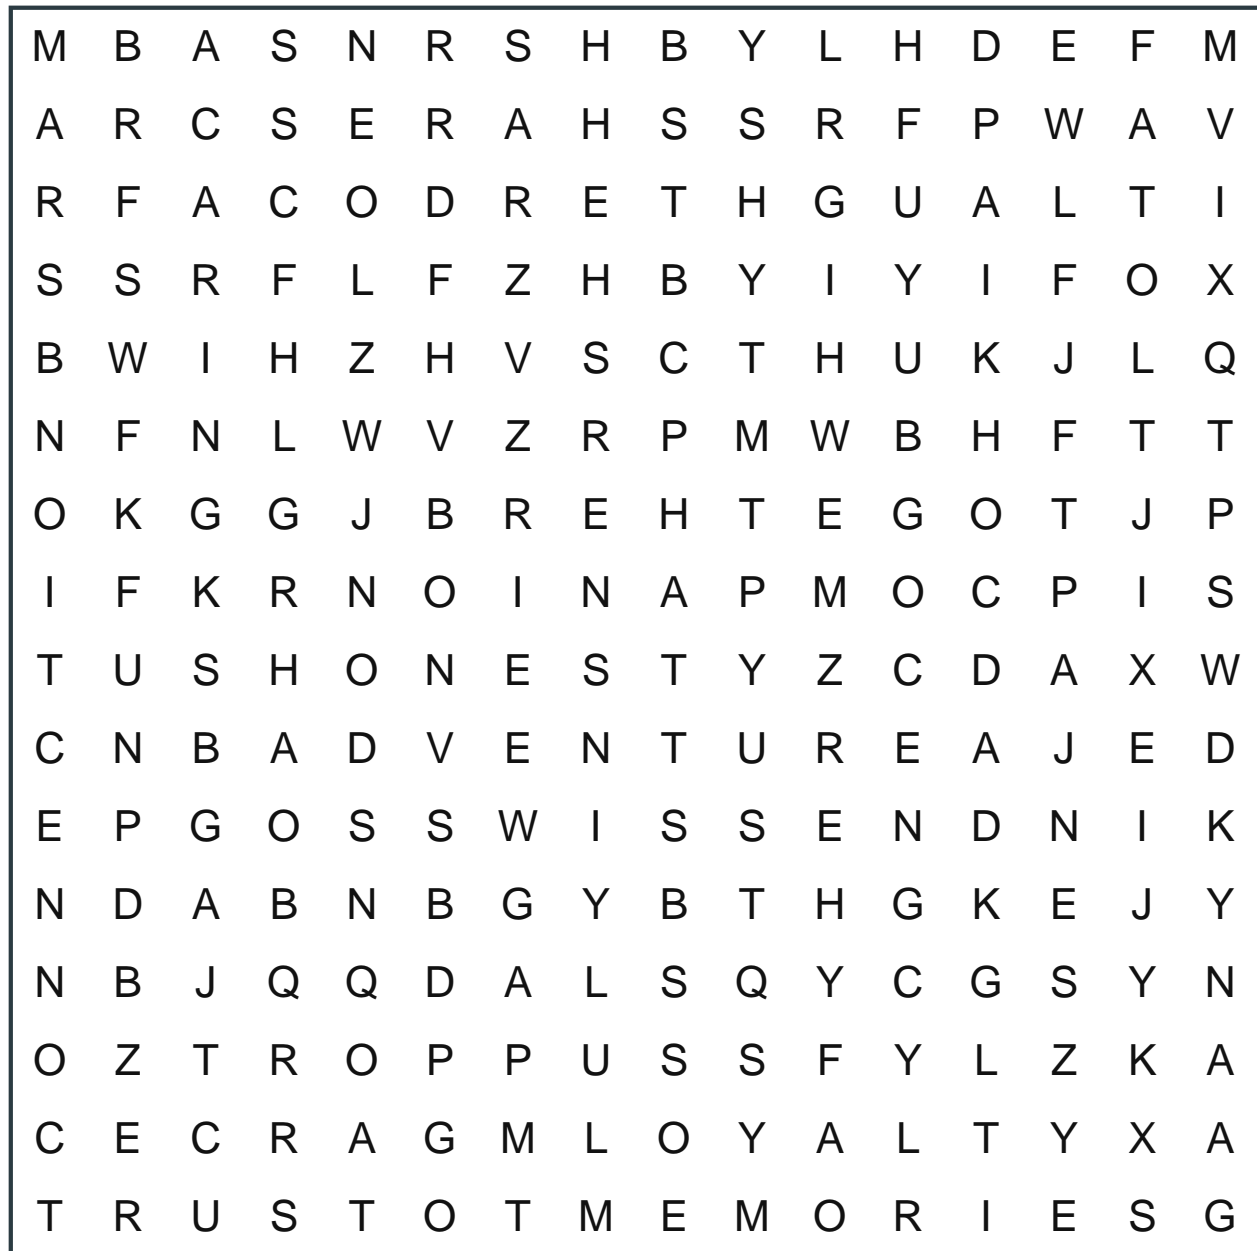 M B A S N R S H B Y L H D E F M
A R C S E R A H S S R F P W A V
R F A C O D R E T H G U A L T I
S S R F L F Z H B Y I Y I F O X
B W I H Z H V S C T H U K J L Q
N F N L W V Z R P M W B H F T T
O K G G J B R E H T E G O T J P
I F K R N O I N A P M O C P I S
T U S H O N E S T Y Z C D A X W
C N B A D V E N T U R E A J E D
E P G O S S W I S S E N D N I K
N D A B N B G Y B T H G K E J Y
N B J Q Q D A L S Q Y C G S Y N
O Z T R O P P U S S F Y L Z K A
C E C R A G M L O Y A L T Y X A
T R U S T O T M E M O R I E S G